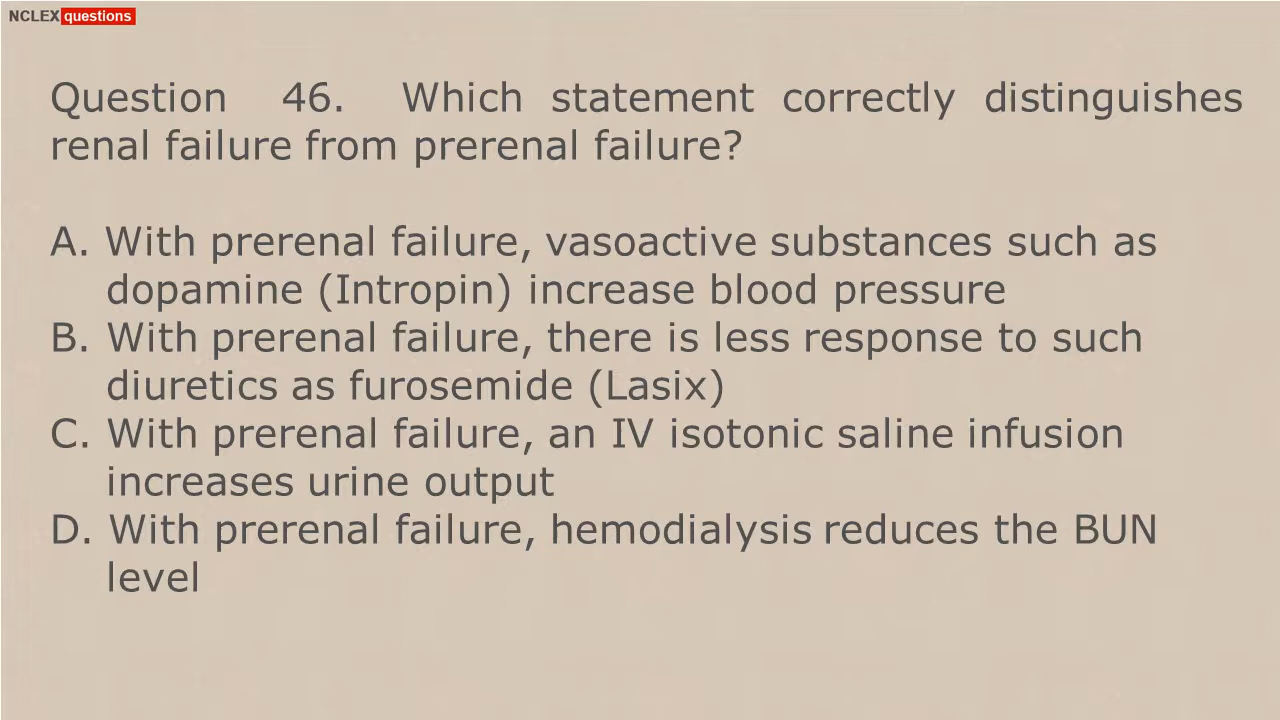 NCLEX questions
Question 46. Which statement correctly distinguishes
renal failure from prerenal failure?
A. With prerenal failure, vasoactive substances such as
dopamine (Intropin) increase blood pressure
B. With prerenal failure, there is less response to such
diuretics as furosemide (Lasix)
C. With prerenal failure, an IV isotonic saline infusion
increases urine output
D. With prerenal failure, hemodialysis reduces the BUN
level